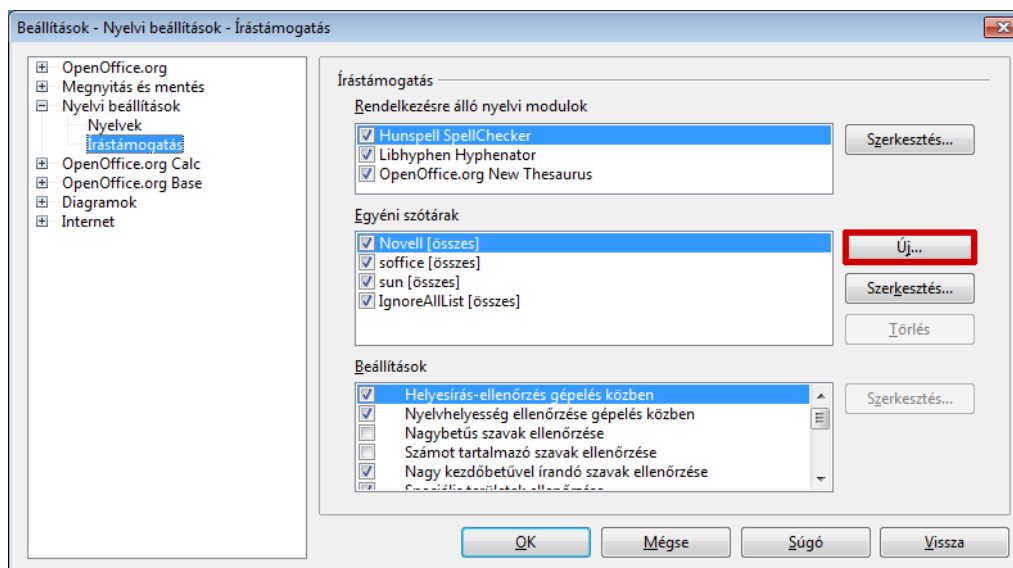 Beállítások - Nyelvi beállítások - Írástámogatás
OpenOffice.org
Megnyitás és mentés
Nyelvi beállítások
Nyelvek
Írástámogatás
OpenOffice.org Calc
OpenOffice.org Base
Diagramok
Internet
Írástámogatás
Rendelkezésre álló nyelvi modulok
Hunspell SpellChecker
Libhyphen Hyphenator
OpenOffice.org New Thesaurus
Szerkesztés...
Egyéni szótárak
Novell [összes]
soffice [összes]
sun [összes]
IgnoreAllList [összes]
Új...
Szerkesztés...
Törlés
Beállítások
Helyesírás-ellenőrzés gépelés közben
Nyelvhelyesség ellenőrzése gépelés közben
Nagybetűs szavak ellenőrzése
Számot tartalmazó szavak ellenőrzése
Nagy kezdőbetűvel írandó szavak ellenőrzése
Speciális területek ellenőrzése
Szerkesztés...
OK
Mégse
Súgó
Vissza